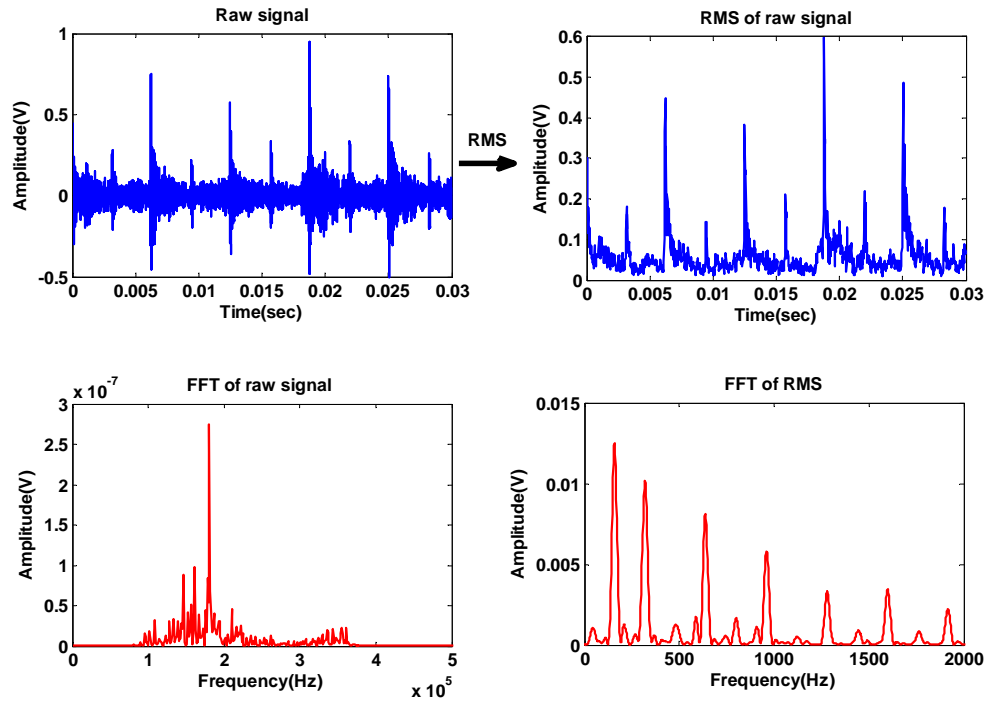 Raw signal
1
0.5
0
-0.5
Amplitude(V)
0 0.005 0.01 0.015 0.02 0.025 0.03
Time(sec)
RMS
RMS of raw signal
0.6
0.5
0.4
0.3
0.2
0.1
0
Amplitude(V)
0 0.005 0.01 0.015 0.02 0.025 0.03
Time(sec)
x 10-7
FFT of raw signal
3
2.5
2
1.5
1
0.5
0
Amplitude(V)
0 1 2 3 4 5
Frequency(Hz)
x 10 5
FFT of RMS
0.015
0.01
0.005
0
Amplitude(V)
0 500 1000 1500 2000
Frequency(Hz)